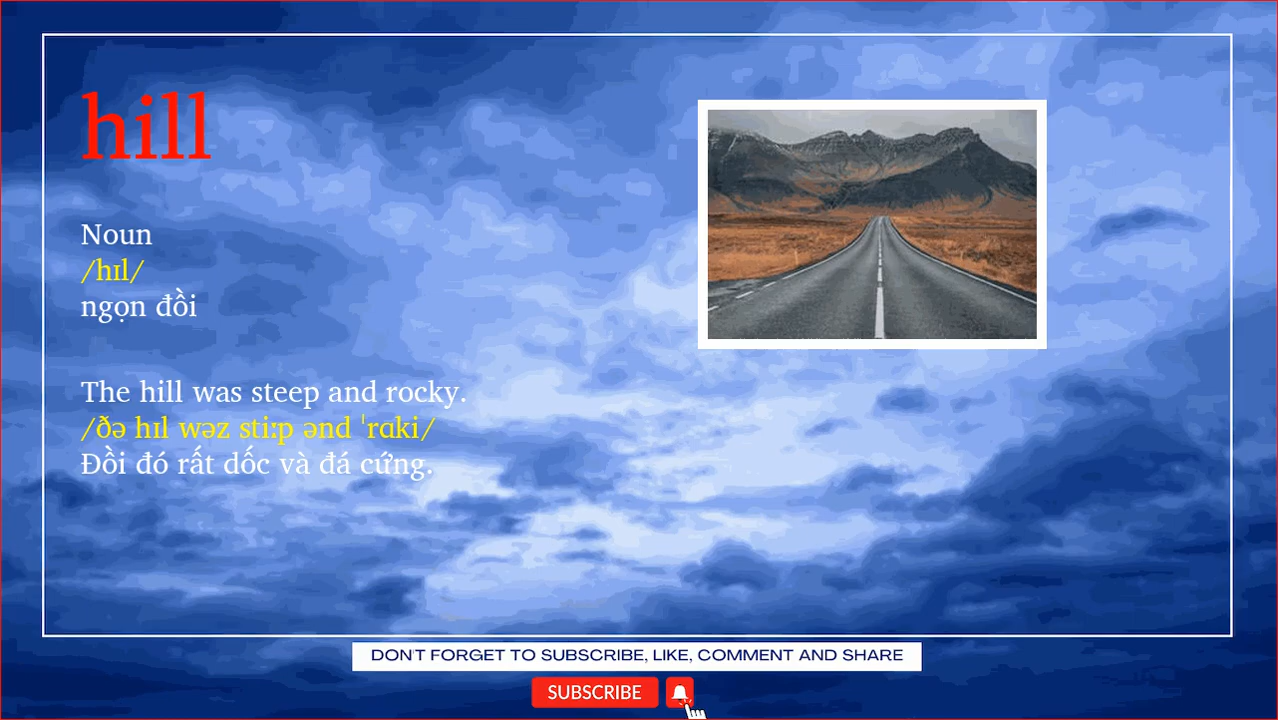 hill
Noun
/hɪl/
ngọn đồi
The hill was steep and rocky.
/ðə hɪl wəz stiːp ənd ˈrɑki/
Đồi đó rất dốc và đá cứng.
DON'T FORGET TO SUBSCRIBE, LIKE, COMMENT AND SHARE
SUBSCRIBE